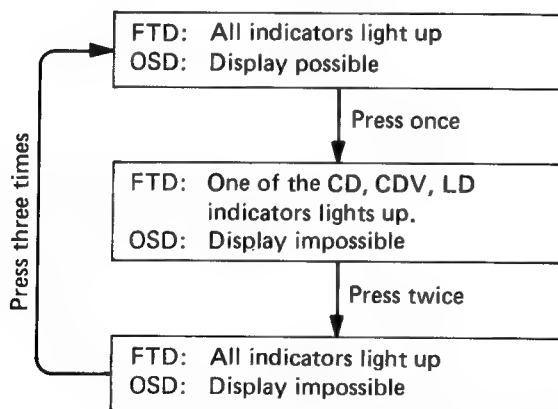 FTD: All indicators light up
OSD: Display possible
Press once
FTD: One of the CD, CDV, LD
indicators lights up.
OSD: Display impossible
Press twice
FTD: All indicators light up
OSD: Display impossible
Press three times